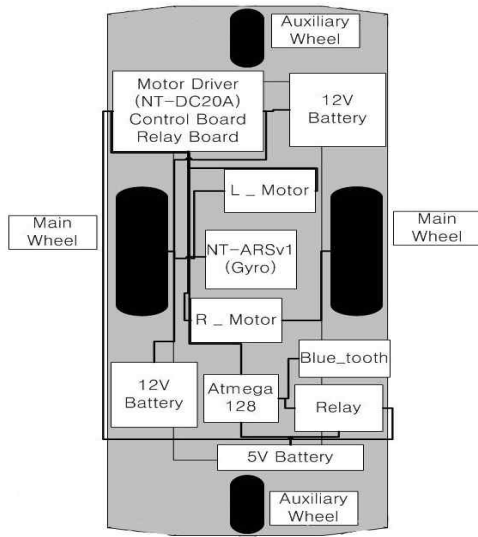 Auxiliary
Wheel
Motor Driver
(NT-DC20A)
Control Board
Relay Board
12V
Battery
L _ Motor
Main
Wheel
Main
Wheel
NT-ARSv1
(Gyro)
R _ Motor
Blue_tooth
12V
Battery
Atmega
128
Relay
5V Battery
Auxiliary
Wheel